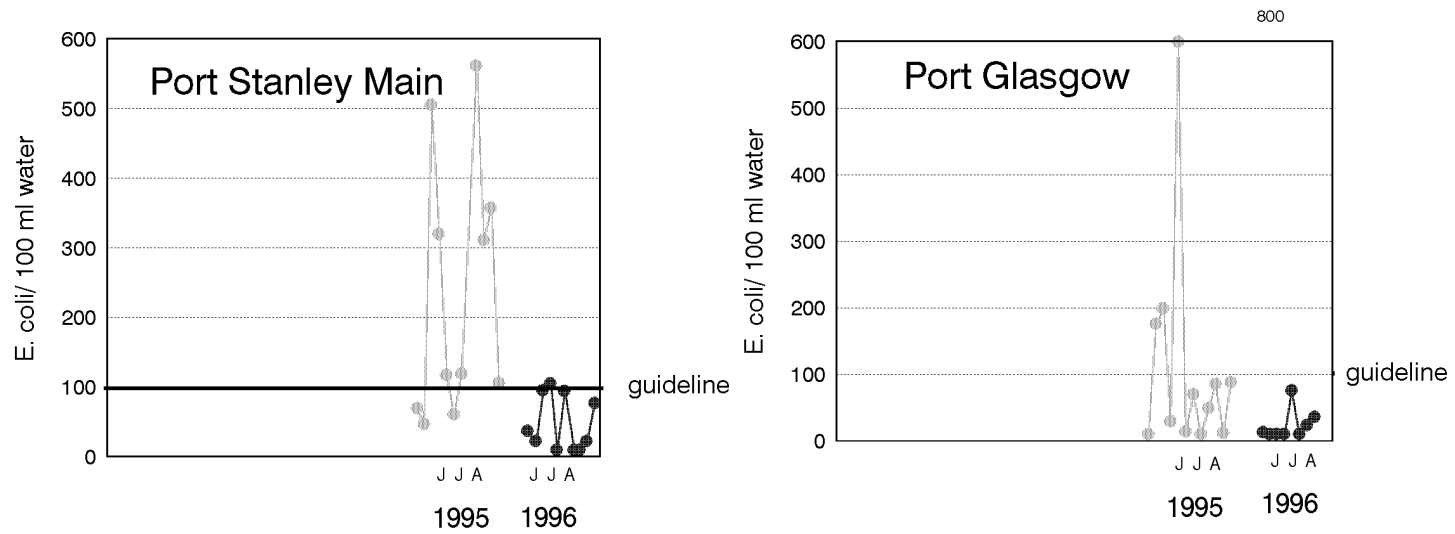 Port Stanley Main
E. coli/ 100 ml water
600
500
400
300
200
100
0
guideline
J J A
J J A
1995
1996
800
Port Glasgow
E. coli/ 100 ml water
600
500
400
300
200
100
0
guideline
J J A
J J A
1995
1996